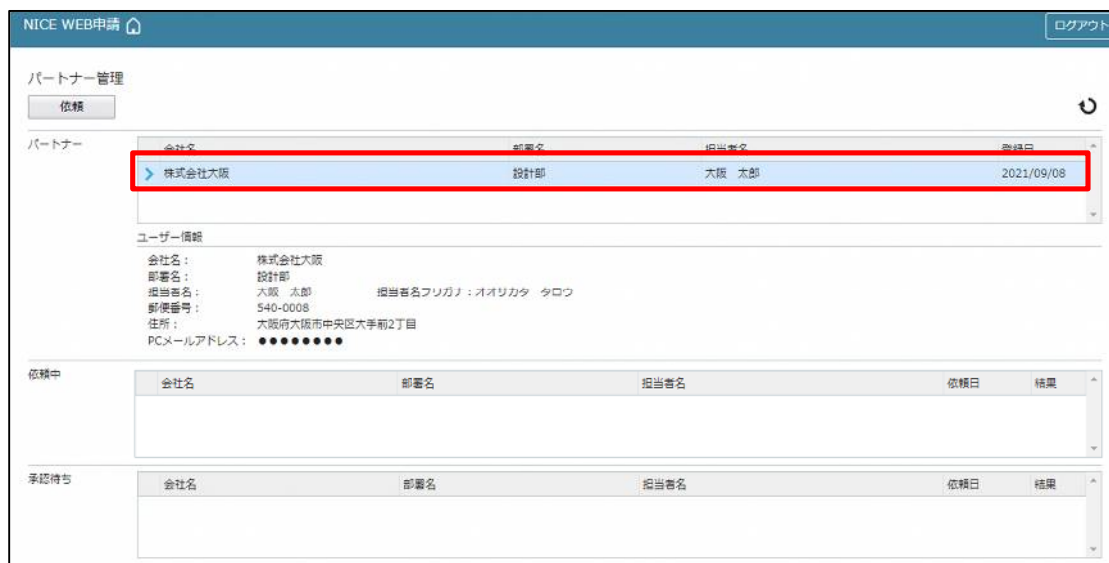 NICE WEB申請 ログアウト
パートナー管理
依頼
パートナー
会社名 部署名 担当者名 登録日
株式会社大阪 設計部 大阪 太郎 2021/09/08
ユーザー情報
会社名: 株式会社大阪
部署名: 設計部
担当者名: 大阪 太郎 担当者名フリガナ:オオサカタ タロウ
郵便番号: 540-0008
住所: 大阪府大阪市中央区大手前2丁目
PCメールアドレス: ●●●●●●●●
依頼中
会社名 部署名 担当者名 依頼日 結果
承認待ち
会社名 部署名 担当者名 依頼日 結果